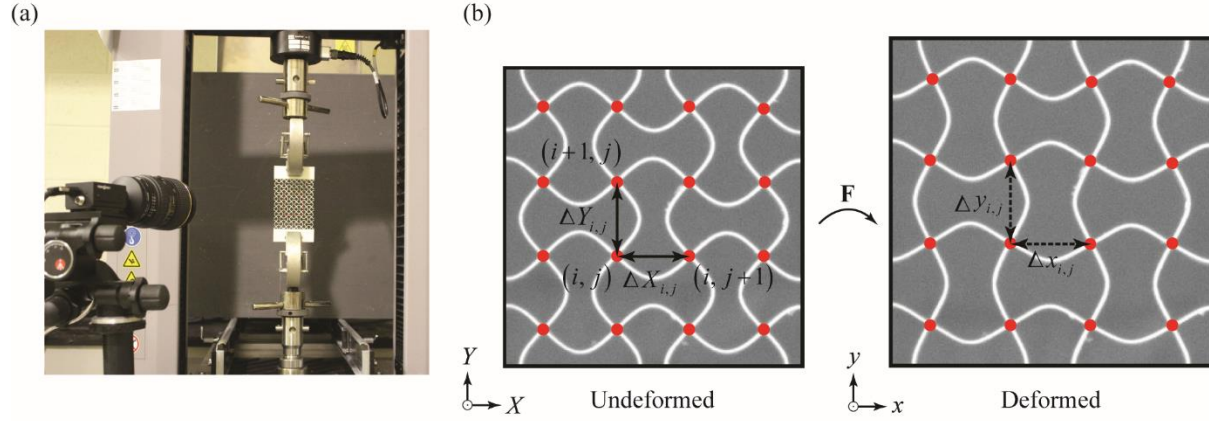 (a)
(b)
(i+1, j)
ΔY_{i,j}
(i, j) ΔX_{i,j} (i, j+1)
Y
X
Undeformed
F
Δy_{i,j}
Δx_{i,j}
y
x
Deformed